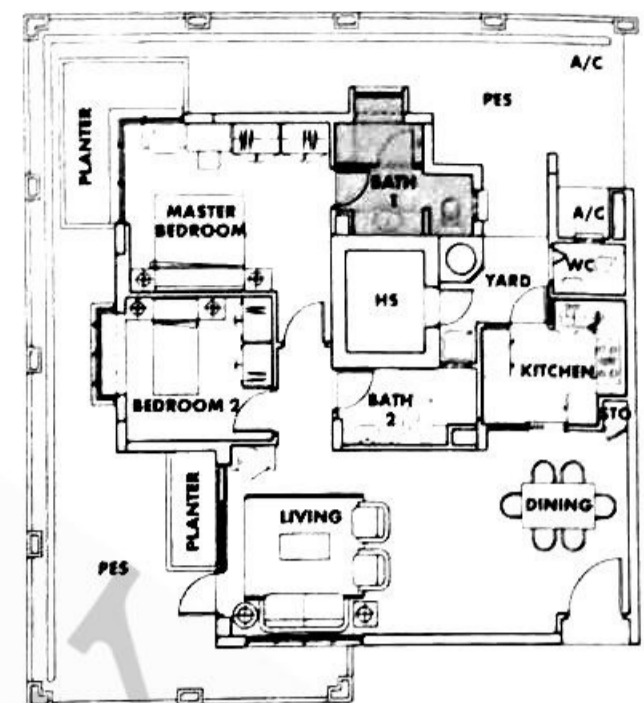 A/C
PES
PLANTER
BATH
1
MASTER
BEDROOM
A/C
WC
HS
YARD
KITCHEN
BEDROOM 2
BATH
2
STO
PLANTER
LIVING
DINING
PES